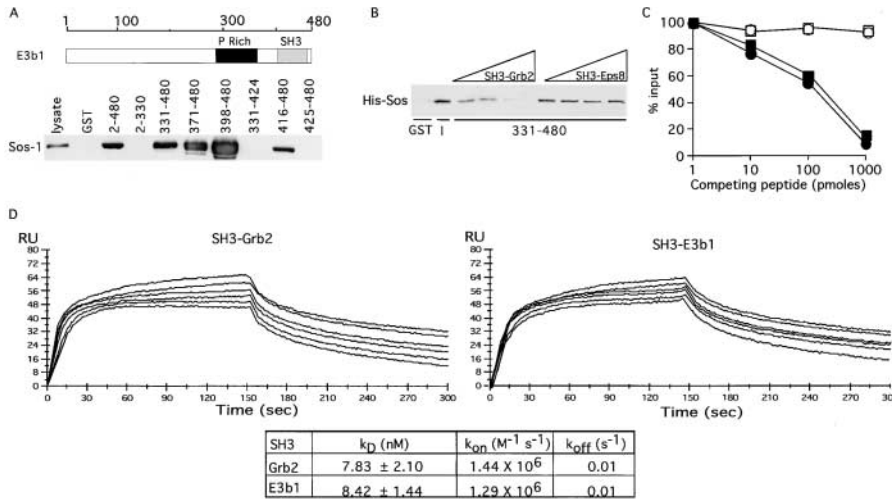 A
1 100 300 480
P Rich SH3
E3b1
lysate GST 2-480 2-330 331-480 371-480 398-480 331-424 416-480 425-480
Sos-1
B
SH3-Grb2 SH3-Eps8
His-Sos
GST I 331-480
C
% input
100
80
60
40
20
0
1 10 100 1000
Competing peptide (pmoles)
D
RU SH3-Grb2
80
72
64
56
48
40
32
24
16
8
0
0 30 60 90 120 150 180 210 240 270 300
Time (sec)
RU SH3-E3b1
80
72
64
56
48
40
32
24
16
8
0
0 30 60 90 120 150 180 210 240 270 300
Time (sec)
SH3 kD (nM) kon (M-1 s-1) koff (s-1)
Grb2 7.83 ± 2.10 1.44 X 10^6 0.01
E3b1 8.42 ± 1.44 1.29 X 10^6 0.01